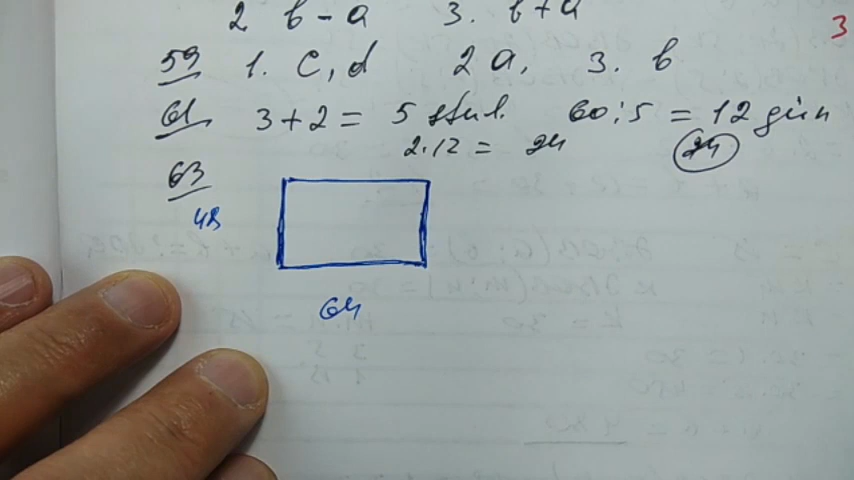 2 b - a 3. b + a
3
59 1. c, d 2 a, 3. b
61 3 + 2 = 5 stul. 60 : 5 = 12 gün
2 . 12 = 24 24
63
48
64